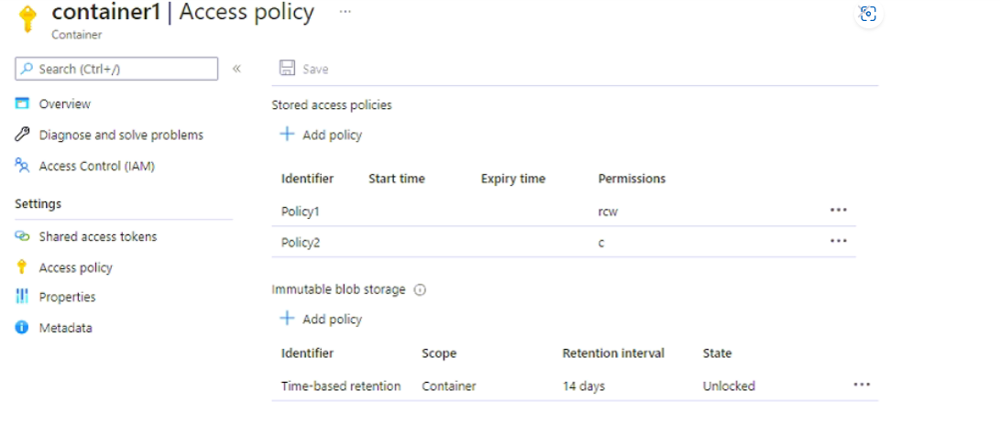 container1 | Access policy ...
Container
Search (Ctrl+/) «
Save
Overview
Diagnose and solve problems
Access Control (IAM)
Settings
Shared access tokens
Access policy
Properties
Metadata
Stored access policies
+ Add policy
Identifier Start time Expiry time Permissions
Policy1 rcw ...
Policy2 c ...
Immutable blob storage
+ Add policy
Identifier Scope Retention interval State
Time-based retention Container 14 days Unlocked ...